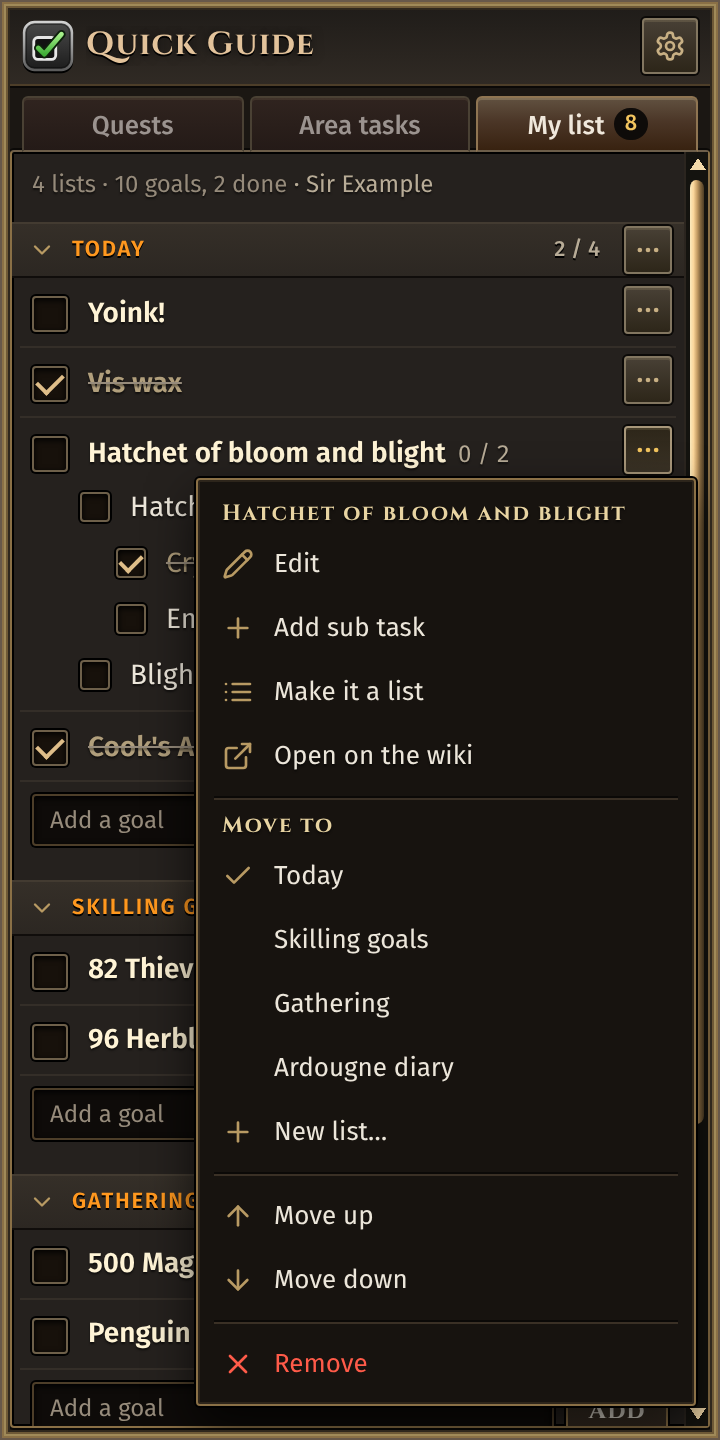 Quick Guide
Quests
Area tasks
My list 8
4 lists · 10 goals, 2 done · Sir Example
TODAY 2 / 4 ...
Yoink! ...
Vis wax ...
Hatchet of bloom and blight 0 / 2 ...
Hatch
Cry
En
Bligh
Cook's A
Add a goal
SKILLING G
82 Thiev
96 Herbl
Add a goal
GATHERING
500 Mag
Penguin
Add a goal
ADD
Hatchet of bloom and blight
Edit
Add sub task
Make it a list
Open on the wiki
Move to
Today
Skilling goals
Gathering
Ardougne diary
New list...
Move up
Move down
Remove